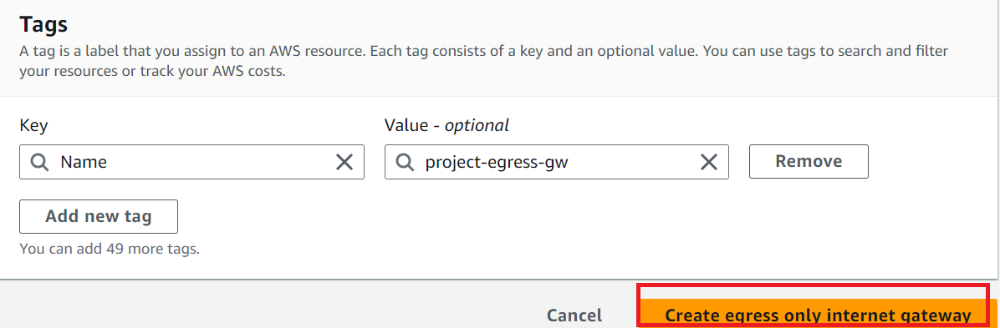 Tags
A tag is a label that you assign to an AWS resource. Each tag consists of a key and an optional value. You can use tags to search and filter
your resources or track your AWS costs.
Key
Value - optional
Name
project-egress-gw
Remove
Add new tag
You can add 49 more tags.
Cancel
Create egress only internet gateway